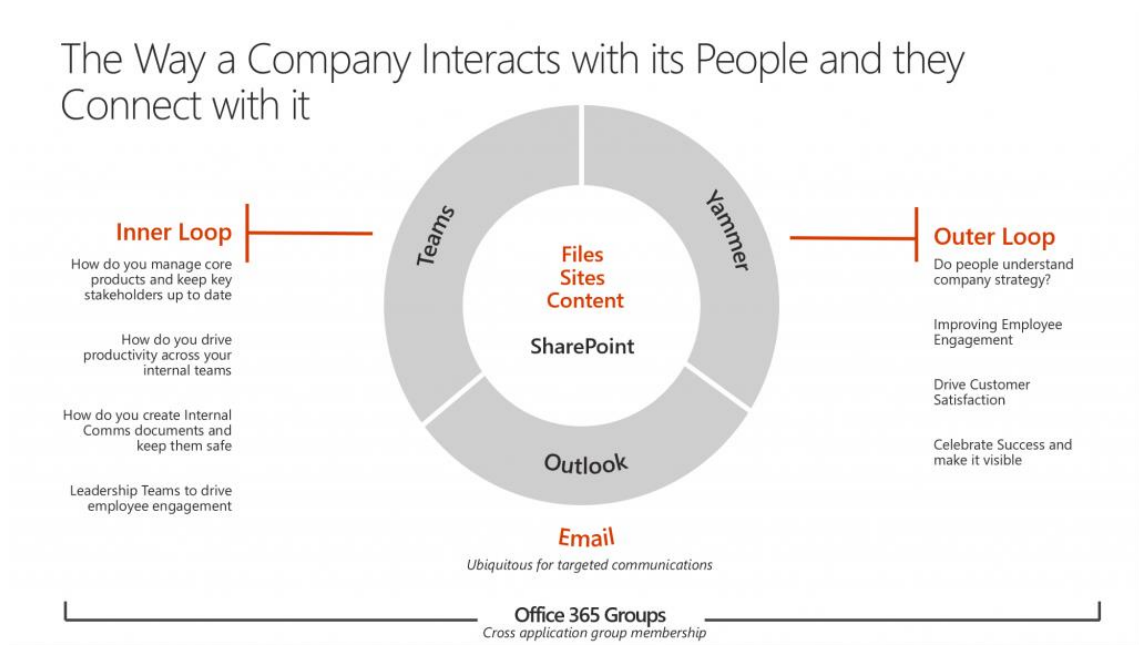 The Way a Company Interacts with its People and they
Connect with it
Inner Loop
How do you manage core
products and keep key
stakeholders up to date
How do you drive
productivity across your
internal teams
How do you create Internal
Comms documents and
keep them safe
Leadership Teams to drive
employee engagement
Teams
Yammer
Files
Sites
Content
SharePoint
Outlook
Email
Ubiquitous for targeted communications
Outer Loop
Do people understand
company strategy?
Improving Employee
Engagement
Drive Customer
Satisfaction
Celebrate Success and
make it visible
Office 365 Groups
Cross application group membership